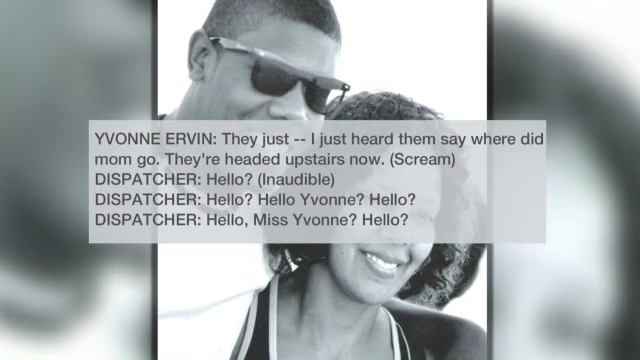 YVONNE ERVIN: They just -- I just heard them say where did
mom go. They're headed upstairs now. (Scream)
DISPATCHER: Hello? (Inaudible)
DISPATCHER: Hello? Hello Yvonne? Hello?
DISPATCHER: Hello, Miss Yvonne? Hello?